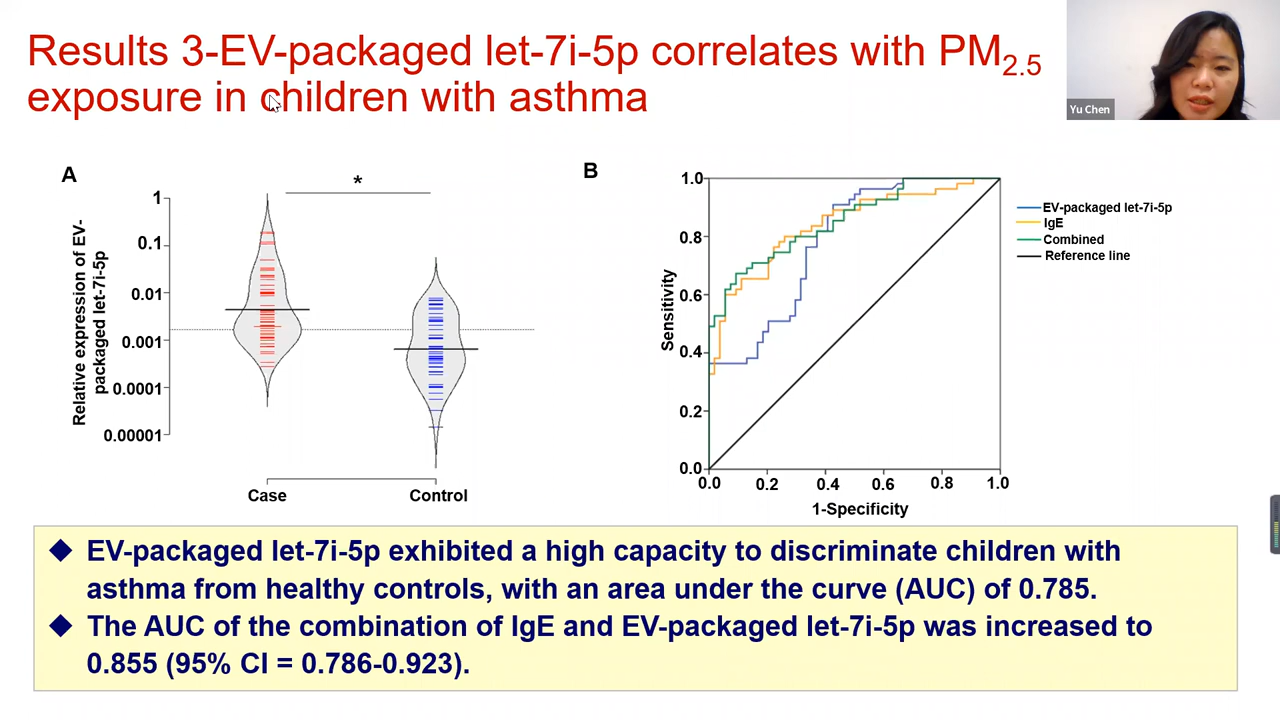 Results 3-EV-packaged let-7i-5p correlates with PM2.5
exposure in children with asthma
Yu Chen
A
*
Relative expression of EV-
packaged let-7i-5p
1
0.1
0.01
0.001
0.0001
0.00001
Case
Control
B
Sensitivity
1.0
0.8
0.6
0.4
0.2
0.0
0.0
0.2
0.4
0.6
0.8
1.0
1-Specificity
EV-packaged let-7i-5p
IgE
Combined
Reference line
◆ EV-packaged let-7i-5p exhibited a high capacity to discriminate children with
asthma from healthy controls, with an area under the curve (AUC) of 0.785.
◆ The AUC of the combination of IgE and EV-packaged let-7i-5p was increased to
0.855 (95% CI = 0.786-0.923).